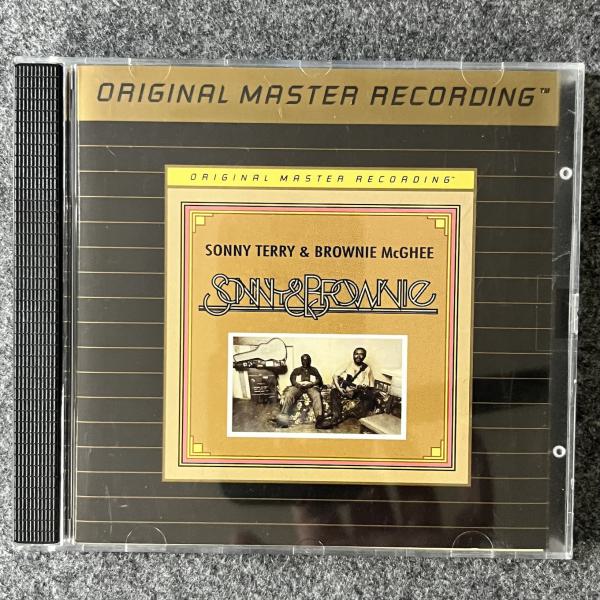 ORIGINAL MASTER RECORDING™
ORIGINAL MASTER RECORDING™
SONNY TERRY & BROWNIE McGHEE
SONNY & BROWNIE